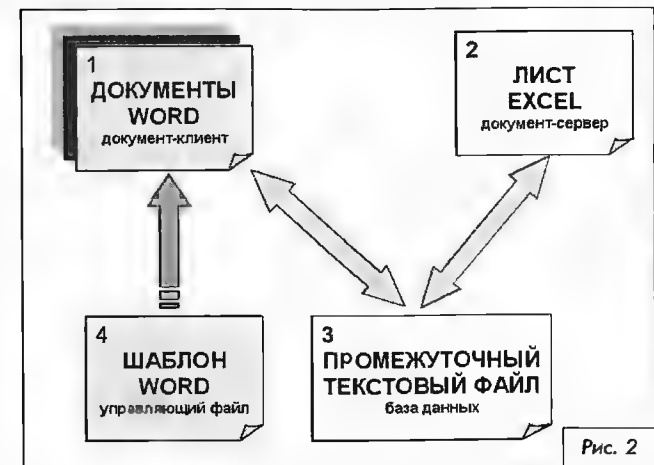 1
ДОКУМЕНТЫ
WORD
документ-клиент
2
ЛИСТ
EXCEL
документ-сервер
4
ШАБЛОН
WORD
управляющий файл
3
ПРОМЕЖУТОЧНЫЙ
ТЕКСТОВЫЙ ФАЙЛ
база данных
Рис. 2